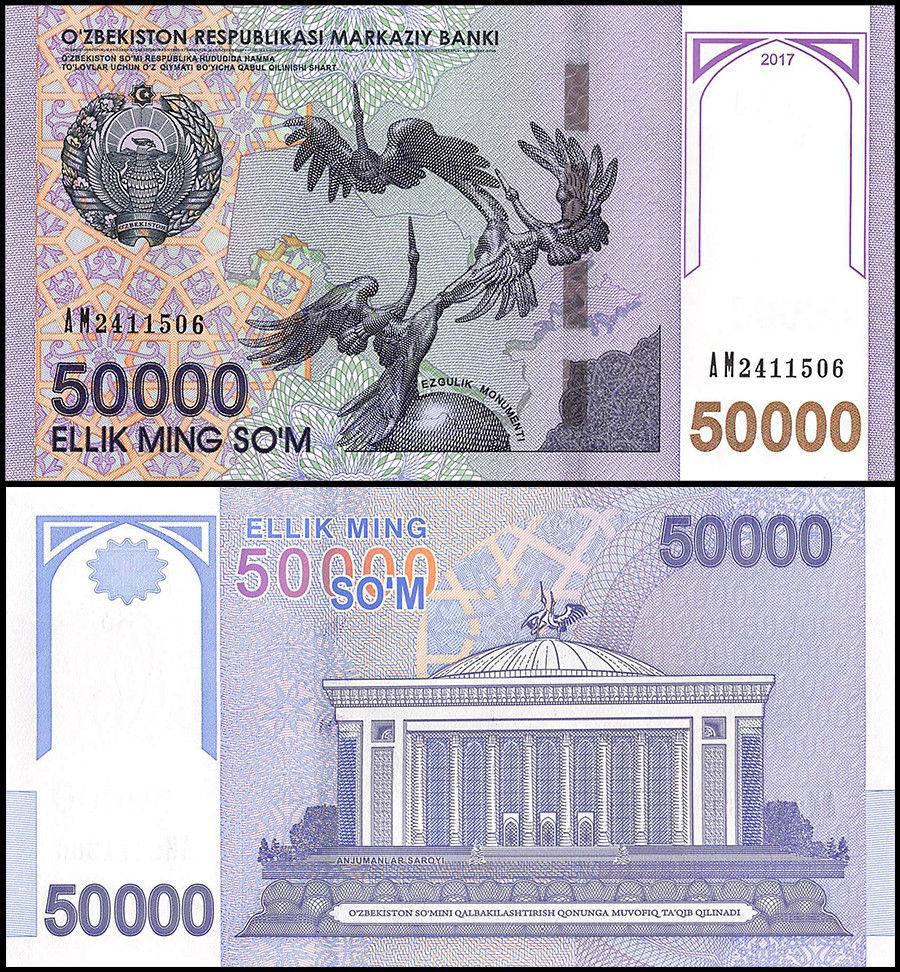 O'ZBEKISTON RESPUBLIKASI MARKAZIY BANKI
O'ZBEKISTON SO'MI RESPUBLIKA HUDUDIDA HAMMA
TO'LOVLAR UCHUN O'Z QIYMATI BO'YICHA QABUL QILINISHI SHART
2017
O'ZBEKISTON
AM2411506
50000
ELLIK MING SO'M
EZGULIK MONUMENTI
AM2411506
50000
ELLIK MING
50000
SO'M
50000
ANJUMANLAR SAROYI
50000
O'ZBEKISTON SO'MINI QALBAKILASHTIRISH QONUNGA MUVOFIQ TA'QIB QILINADI